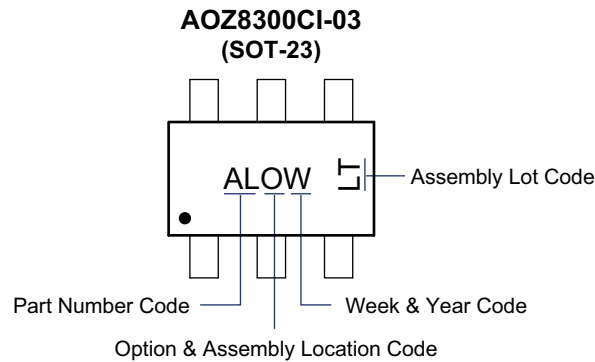 AOZ8300CI-03
(SOT-23)
ALOW
LT
Assembly Lot Code
Part Number Code
Week & Year Code
Option & Assembly Location Code